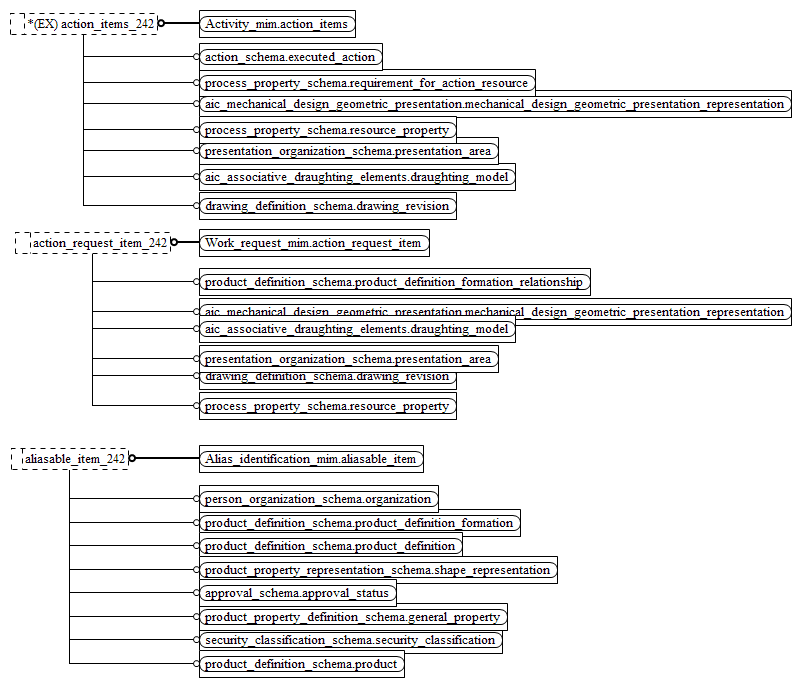 *(EX) action_items_242
Activity_mim.action_items
action_schema.executed_action
process_property_schema.requirement_for_action_resource
aic_mechanical_design_geometric_presentation.mechanical_design_geometric_presentation_representation
process_property_schema.resource_property
presentation_organization_schema.presentation_area
aic_associative_draughting_elements.draughting_model
drawing_definition_schema.drawing_revision
action_request_item_242
Work_request_mim.action_request_item
product_definition_schema.product_definition_formation_relationship
aic_mechanical_design_geometric_presentation.mechanical_design_geometric_presentation_representation
aic_associative_draughting_elements.draughting_model
presentation_organization_schema.presentation_area
drawing_definition_schema.drawing_revision
process_property_schema.resource_property
aliasable_item_242
Alias_identification_mim.aliasable_item
person_organization_schema.organization
product_definition_schema.product_definition_formation
product_definition_schema.product_definition
product_property_representation_schema.shape_representation
approval_schema.approval_status
product_property_definition_schema.general_property
security_classification_schema.security_classification
product_definition_schema.product